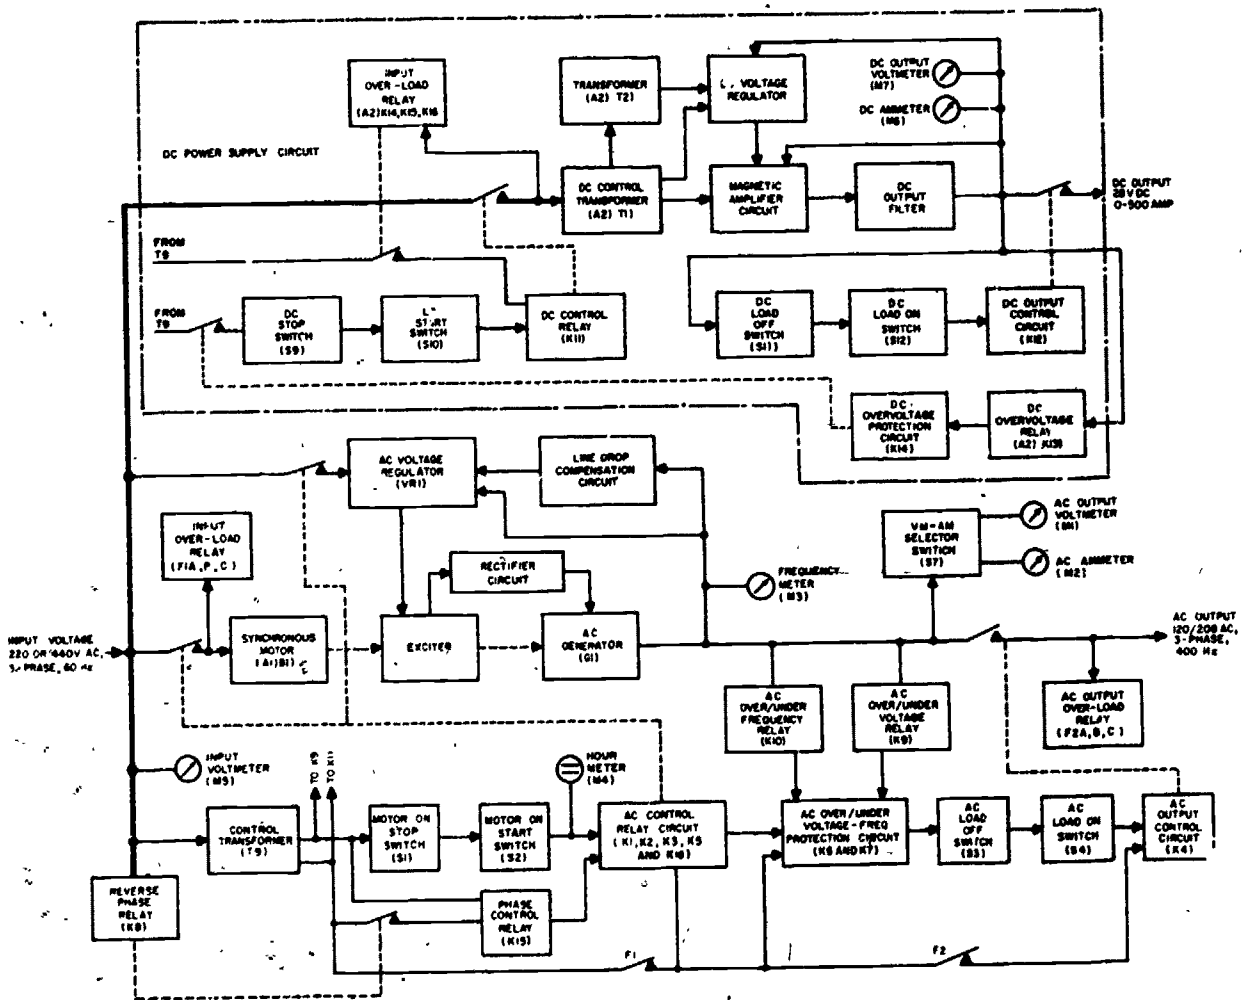 INPUT
OVER-LOAD
RELAY
(A2)K14,K15,K16
TRANSFORMER
(A2) T2)
VOLTAGE
REGULATOR
DC OUTPUT
VOLTMETER
(M7)
DC AMMETER
(M6)
DC POWER SUPPLY CIRCUIT
DC CONTROL
TRANSFORMER
(A2) T1)
MAGNETIC
AMPLIFIER
CIRCUIT
DC
OUTPUT
FILTER
DC OUTPUT
28V DC
0-500 AMP
FROM
T9
FROM
T9
DC
STOP
SWITCH
(S9)
START
SWITCH
(S10)
DC CONTROL
RELAY
(K11)
DC
LOAD
OFF
SWITCH
(S11)
DC
LOAD ON
SWITCH
(S12)
DC OUTPUT
CONTROL
CIRCUIT
(K12)
DC
OVERVOLTAGE
PROTECTION
CIRCUIT
(K14)
DC
OVERVOLTAGE
RELAY
(A2) K13)
AC VOLTAGE
REGULATOR
(VR1)
LINE DROP
COMPENSATION
CIRCUIT
INPUT
OVER-LOAD
RELAY
(F1A, P, C)
RECTIFIER
CIRCUIT
VM-AM
SELECTOR
SWITCH
(S7)
AC OUTPUT
VOLTMETER
(M1)
AC AMMETER
(M2)
FREQUENCY
METER
(M3)
INPUT VOLTAGE
220 OR 440V AC,
3-PHASE, 60 Hz
SYNCHRONOUS
MOTOR
(A1)B1)
EXCITER
AC
GENERATOR
(G1)
AC OUTPUT
120/208 AC,
3-PHASE,
400 Hz
AC
OVER/UNDER
FREQUENCY
RELAY
(K10)
AC
OVER/UNDER
VOLTAGE
RELAY
(K9)
AC OUTPUT
OVER-LOAD
RELAY
(F2A, B, C)
INPUT
VOLTMETER
(M5)
TO K9
TO K11
HOUR
METER
(M4)
CONTROL
TRANSFORMER
(T9)
MOTOR ON
STOP
SWITCH
(S1)
MOTOR ON
START
SWITCH
(S2)
AC CONTROL
RELAY CIRCUIT
(K1, K2, K3, K5
AND K16)
AC OVER/UNDER
VOLTAGE-FREQ
PROTECTION CIRCUIT
(K6 AND K7)
AC
LOAD
OFF
SWITCH
(S3)
AC
LOAD ON
SWITCH
(S4)
AC
OUTPUT
CONTROL
CIRCUIT
(K4)
REVERSE
PHASE
RELAY
(K8)
PHASE
CONTROL
RELAY
(K15)
F1
F2